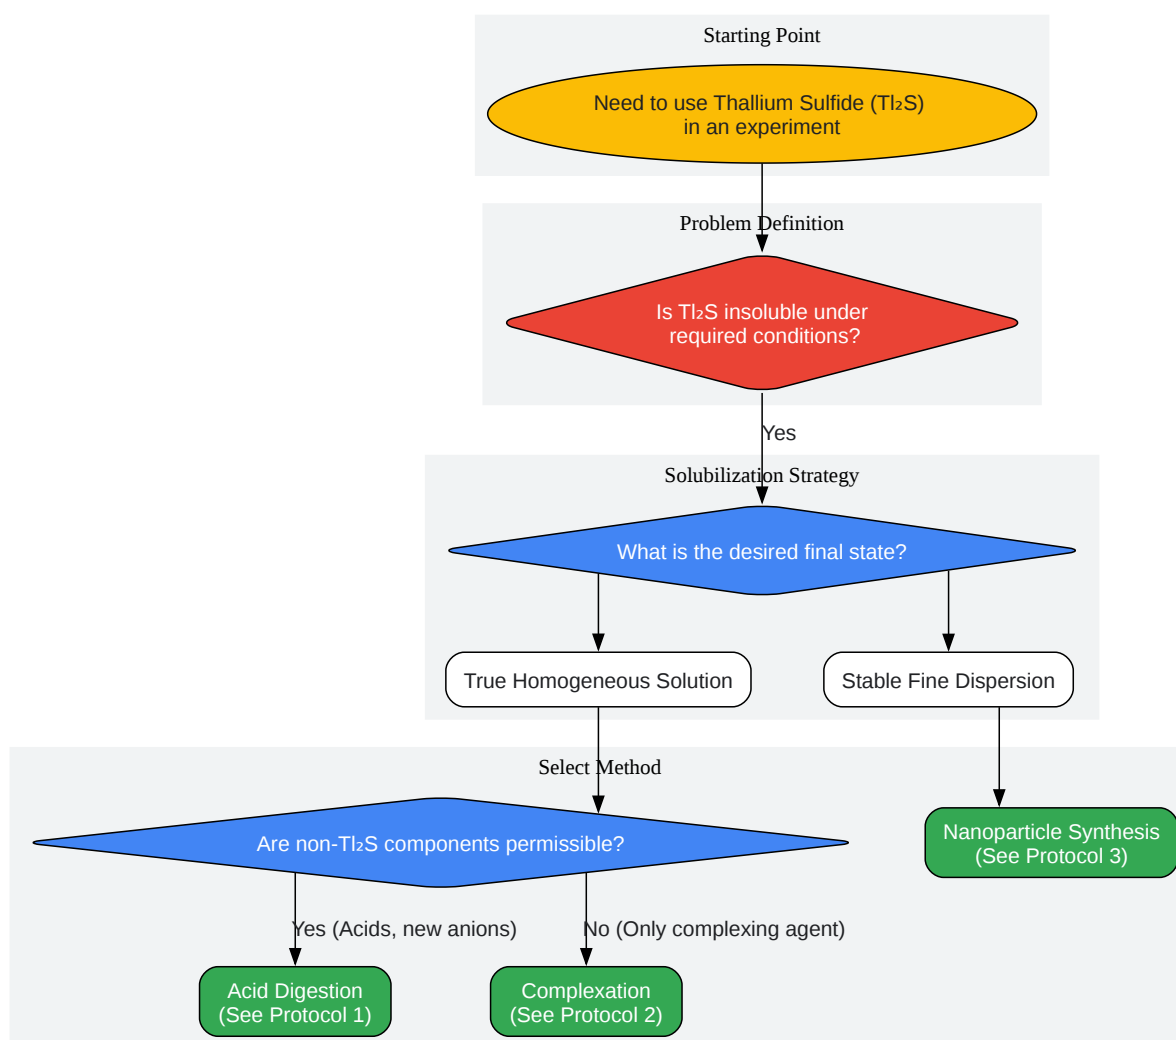 Starting Point
Need to use Thallium Sulfide (Tl₂S)
in an experiment
Problem Definition
Is Tl₂S insoluble under
required conditions?
Yes
Solubilization Strategy
What is the desired final state?
True Homogeneous Solution
Stable Fine Dispersion
Select Method
Are non-Tl₂S components permissible?
Nanoparticle Synthesis
(See Protocol 3)
Yes (Acids, new anions)
No (Only complexing agent)
Acid Digestion
(See Protocol 1)
Complexation
(See Protocol 2)